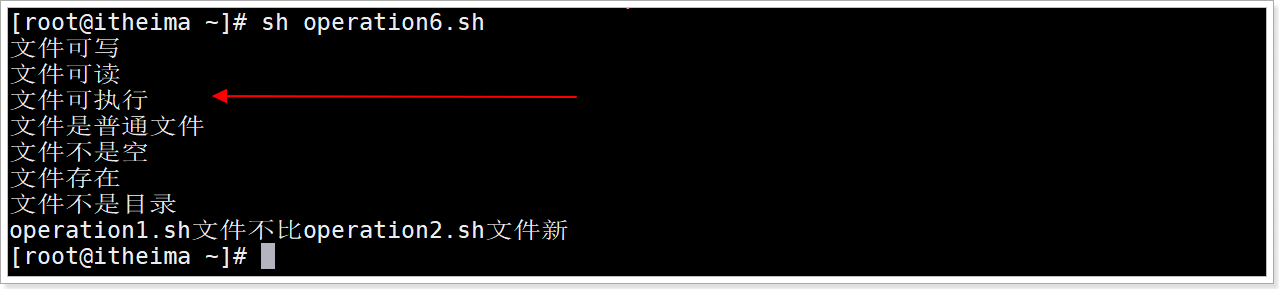 [root@itheima ~]# sh operation6.sh
文件可写
文件可读
文件可执行
文件是普通文件
文件不是空
文件存在
文件不是目录
operation1.sh文件不比operation2.sh文件新
[root@itheima ~]#